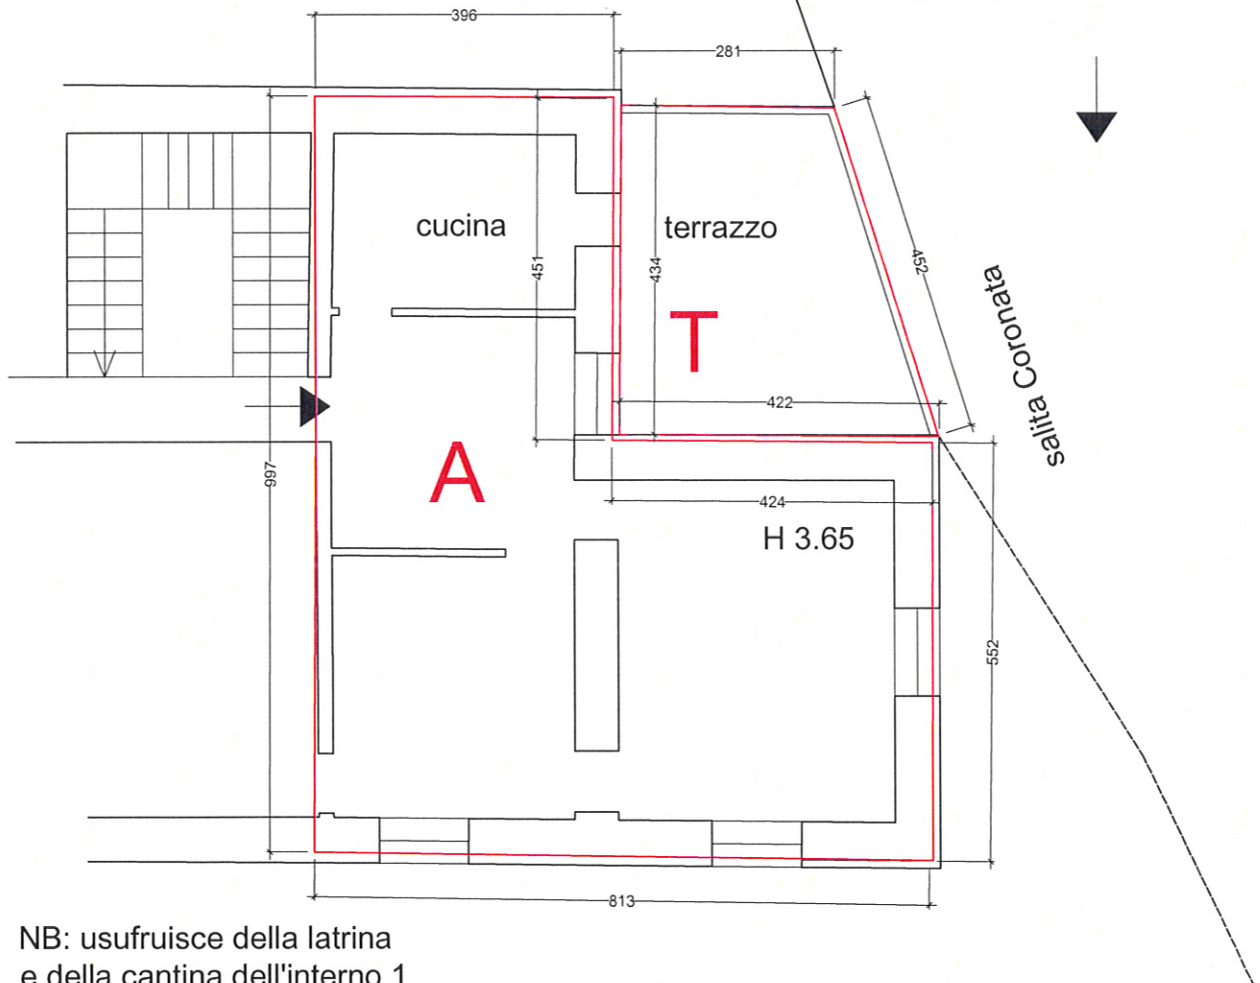 396
281
cucina
terrazzo
451
434
452
T
salita Coronata
422
A
997
424
H 3.65
552
813
NB: usufruisce della latrina
e della cantina dell'interno 1